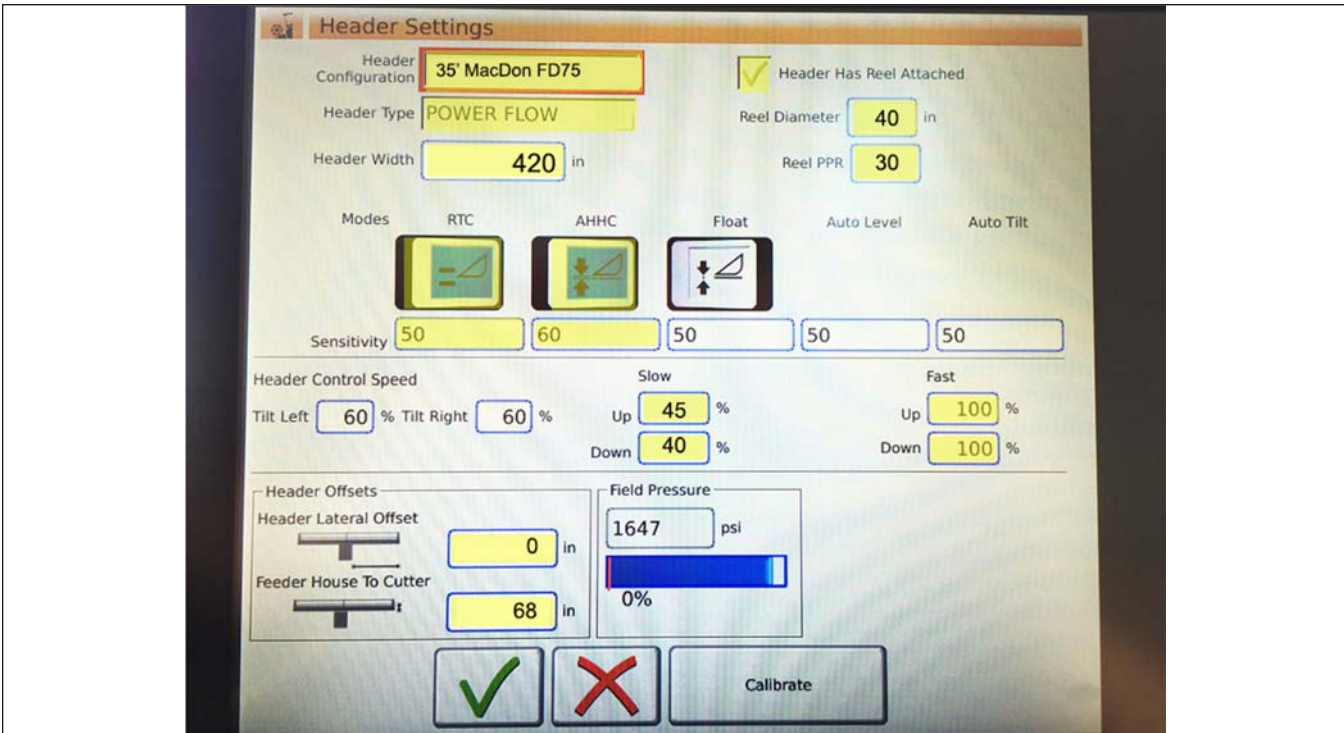 Header Settings
Header Configuration 35' MacDon FD75
Header Has Reel Attached
Header Type POWER FLOW
Reel Diameter 40 in
Header Width 420 in
Reel PPR 30
Modes RTC AHHC Float Auto Level Auto Tilt
Sensitivity 50 60 50 50 50
Header Control Speed
Slow
Fast
Tilt Left 60 % Tilt Right 60 %
Up 45 %
Up 100 %
Down 40 %
Down 100 %
Header Offsets
Field Pressure
Header Lateral Offset
1647 psi
0 in
Feeder House To Cutter
0%
68 in
Calibrate